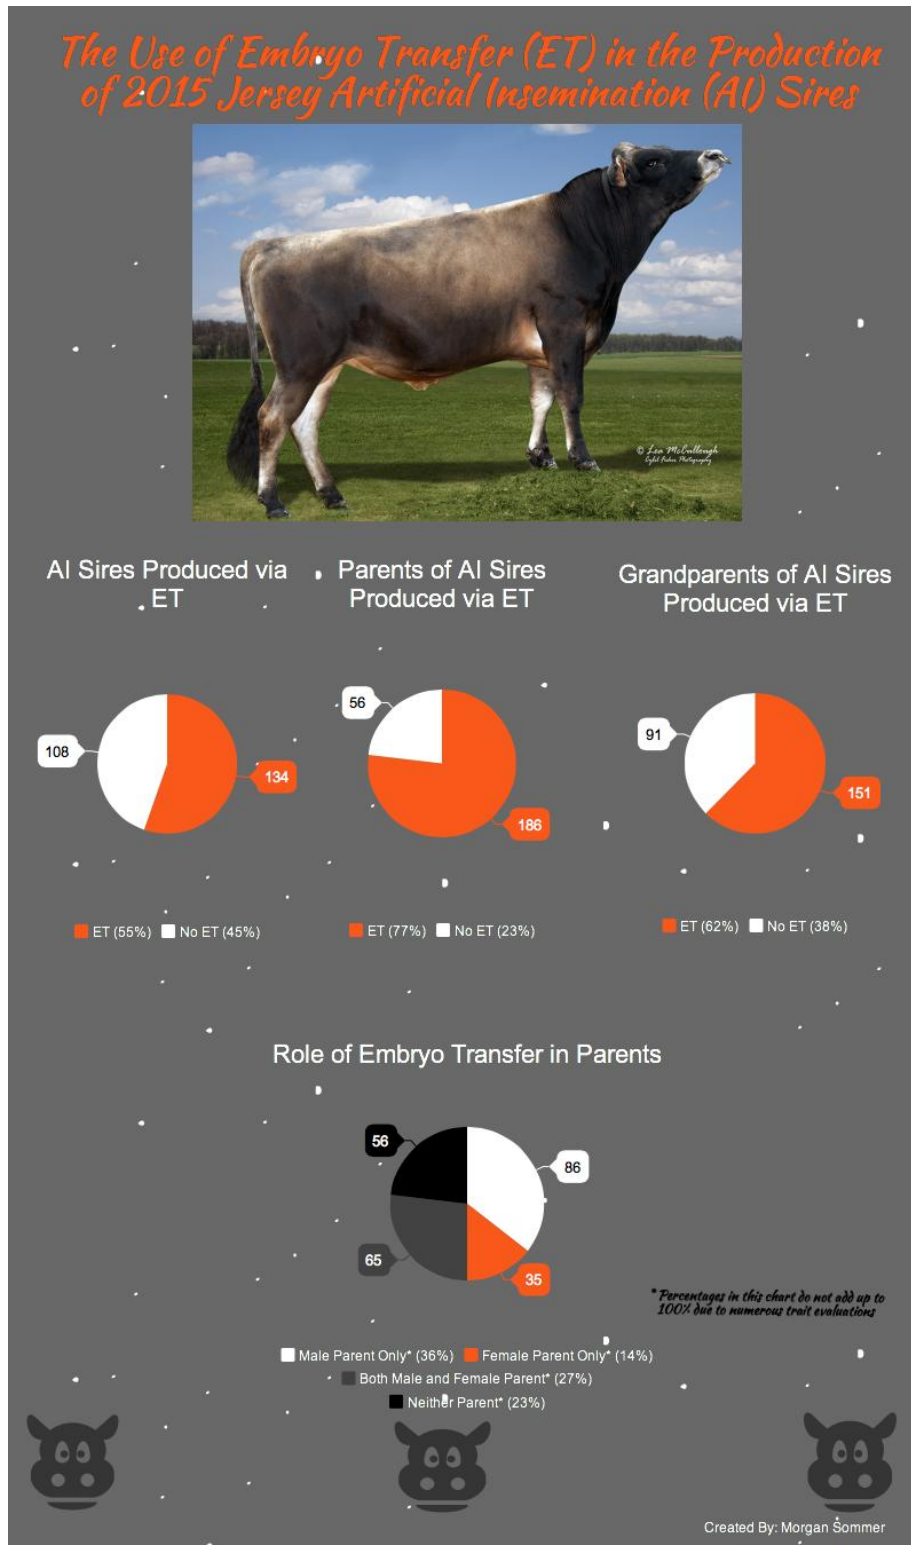 The Use of Embryo Transfer (ET) in the Production
of 2015 Jersey Artificial Insemination (AI) Sires
© Lea McCullough
Cybil Fisher Photography
AI Sires Produced via
ET
108
134
ET (55%) No ET (45%)
Parents of AI Sires
Produced via ET
56
186
ET (77%) No ET (23%)
Grandparents of AI Sires
Produced via ET
91
151
ET (62%) No ET (38%)
Role of Embryo Transfer in Parents
56
86
65
35
* Percentages in this chart do not add up to
100% due to numerous trait evaluations
Male Parent Only* (36%) Female Parent Only* (14%)
Both Male and Female Parent* (27%)
Neither Parent* (23%)
Created By: Morgan Sommer